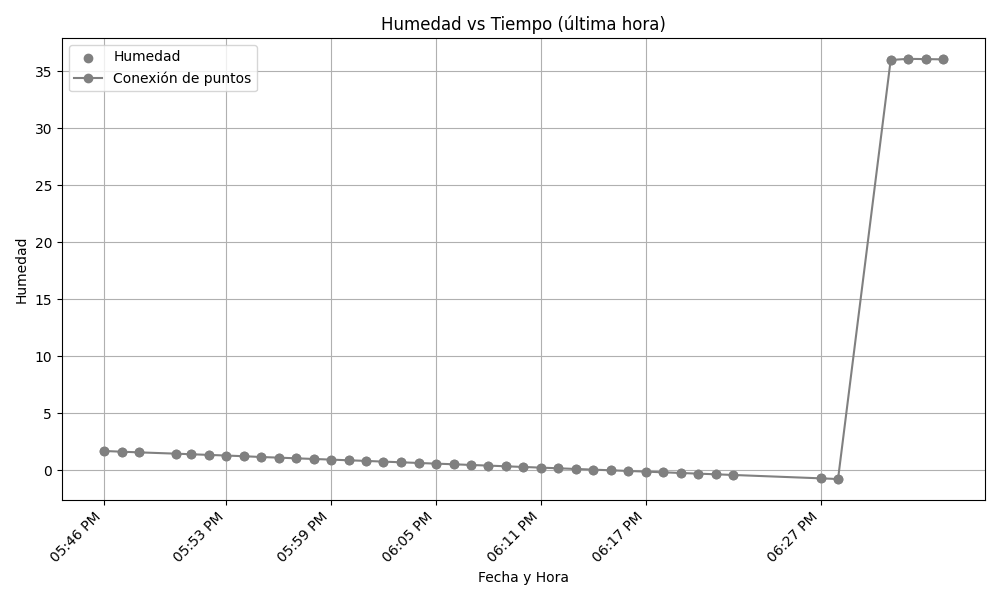 Humedad vs Tiempo (última hora)
Humedad
Conexión de puntos
35
30
25
20
15
10
5
0
Humedad
05:46 PM
05:53 PM
05:59 PM
06:05 PM
06:11 PM
06:17 PM
06:27 PM
Fecha y Hora